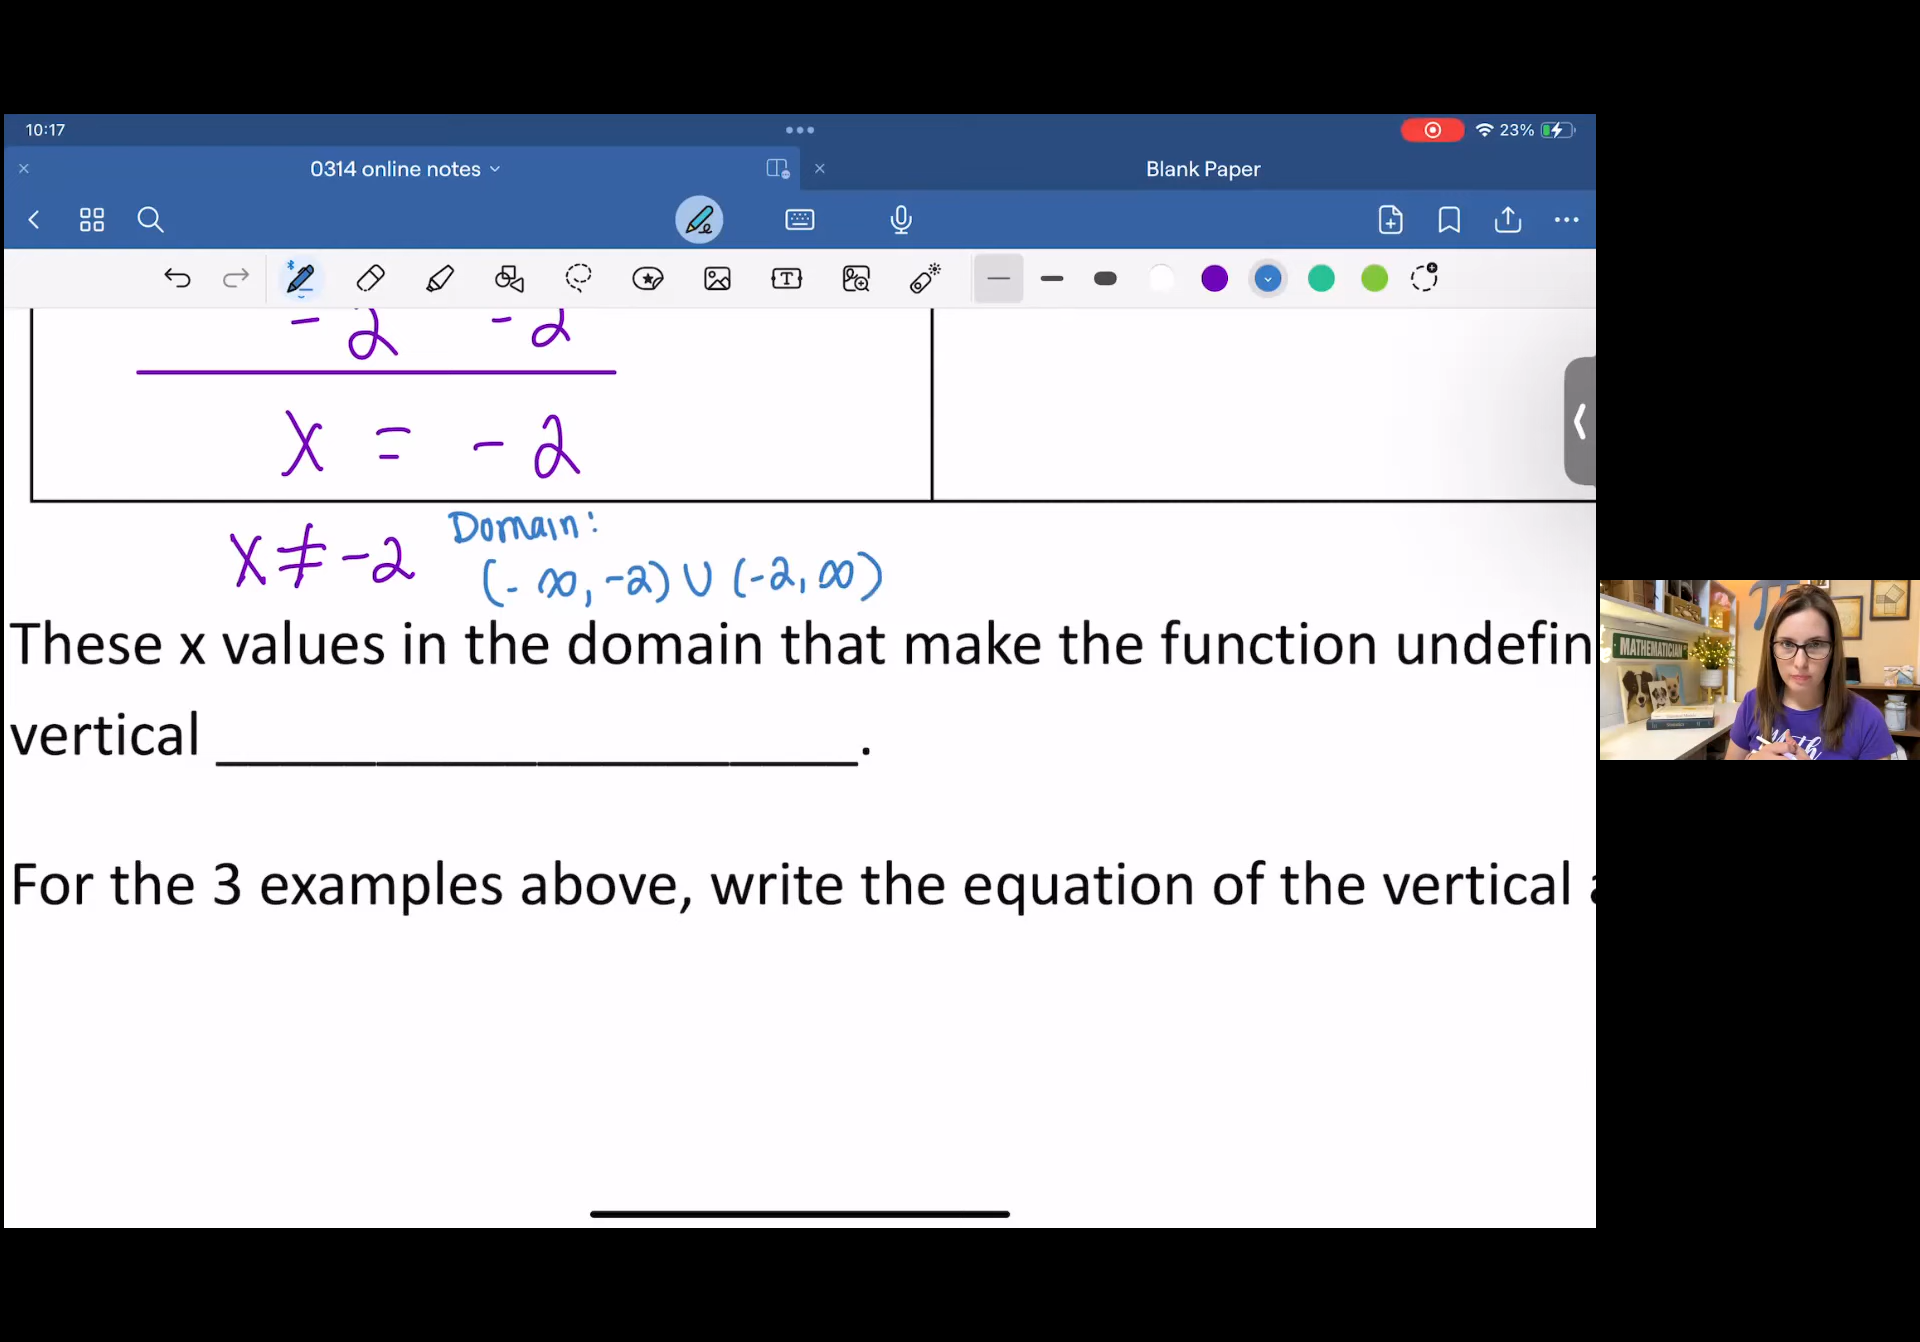 10:17
23%
0314 online notes
Blank Paper
- 2 - 2
x = - 2
x ≠ -2
Domain:
(- ∞, -2) ∪ (-2, ∞)
These x values in the domain that make the function undefin
vertical ____________________.
For the 3 examples above, write the equation of the vertical a
MATHEMATICIAN
Math